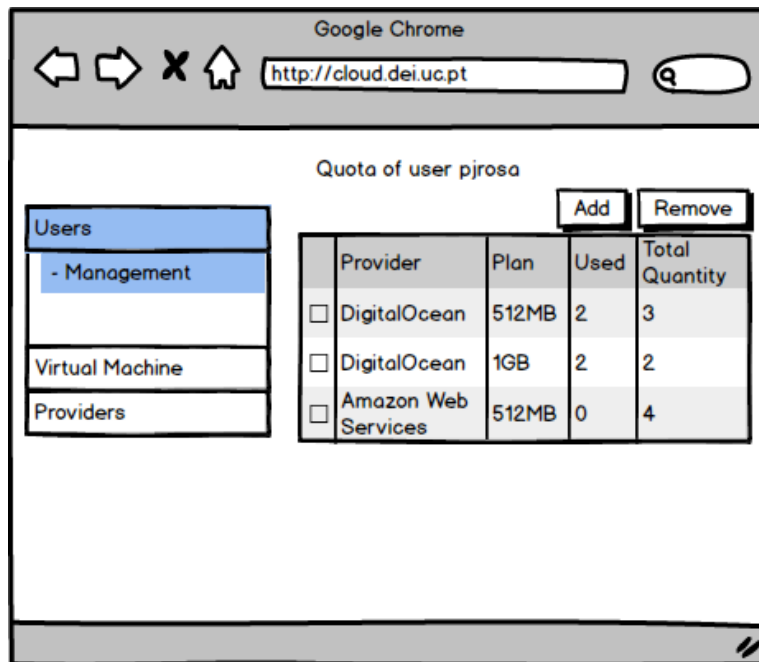 Google Chrome
http://cloud.dei.uc.pt
Quota of user pjrosa
Add Remove
Users
- Management
Virtual Machine
Providers
Provider Plan Used Total Quantity
DigitalOcean 512MB 2 3
DigitalOcean 1GB 2 2
Amazon Web Services 512MB 0 4